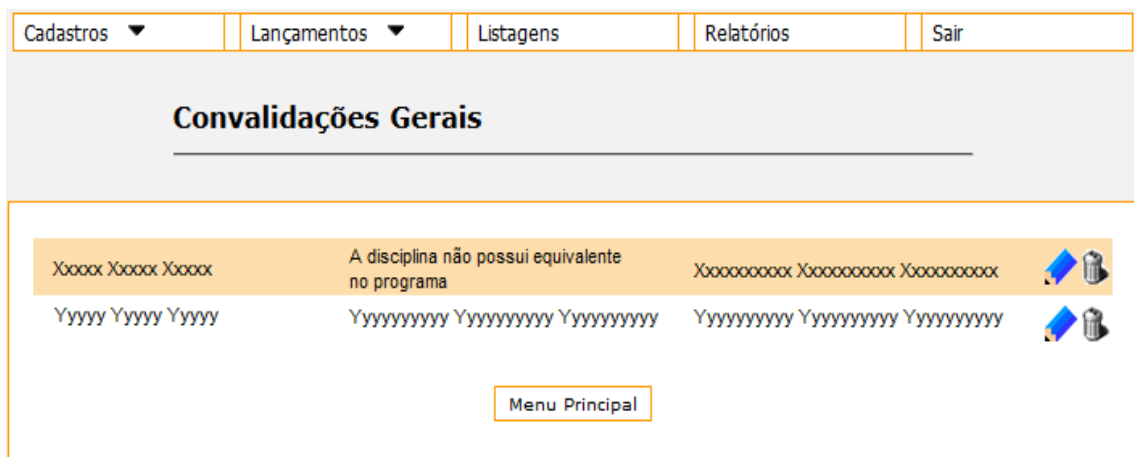 Cadastros Lançamentos Listagens Relatórios Sair
Convalidações Gerais
Xxxxx Xxxxx Xxxxx
A disciplina não possui equivalente
no programa
Xxxxxxxxxx Xxxxxxxxxx Xxxxxxxxxx
Yyyyy Yyyyy Yyyyy Yyyyyyyyyy Yyyyyyyyyy Yyyyyyyyyy Yyyyyyyyyy Yyyyyyyyyy Yyyyyyyyyy
Menu Principal